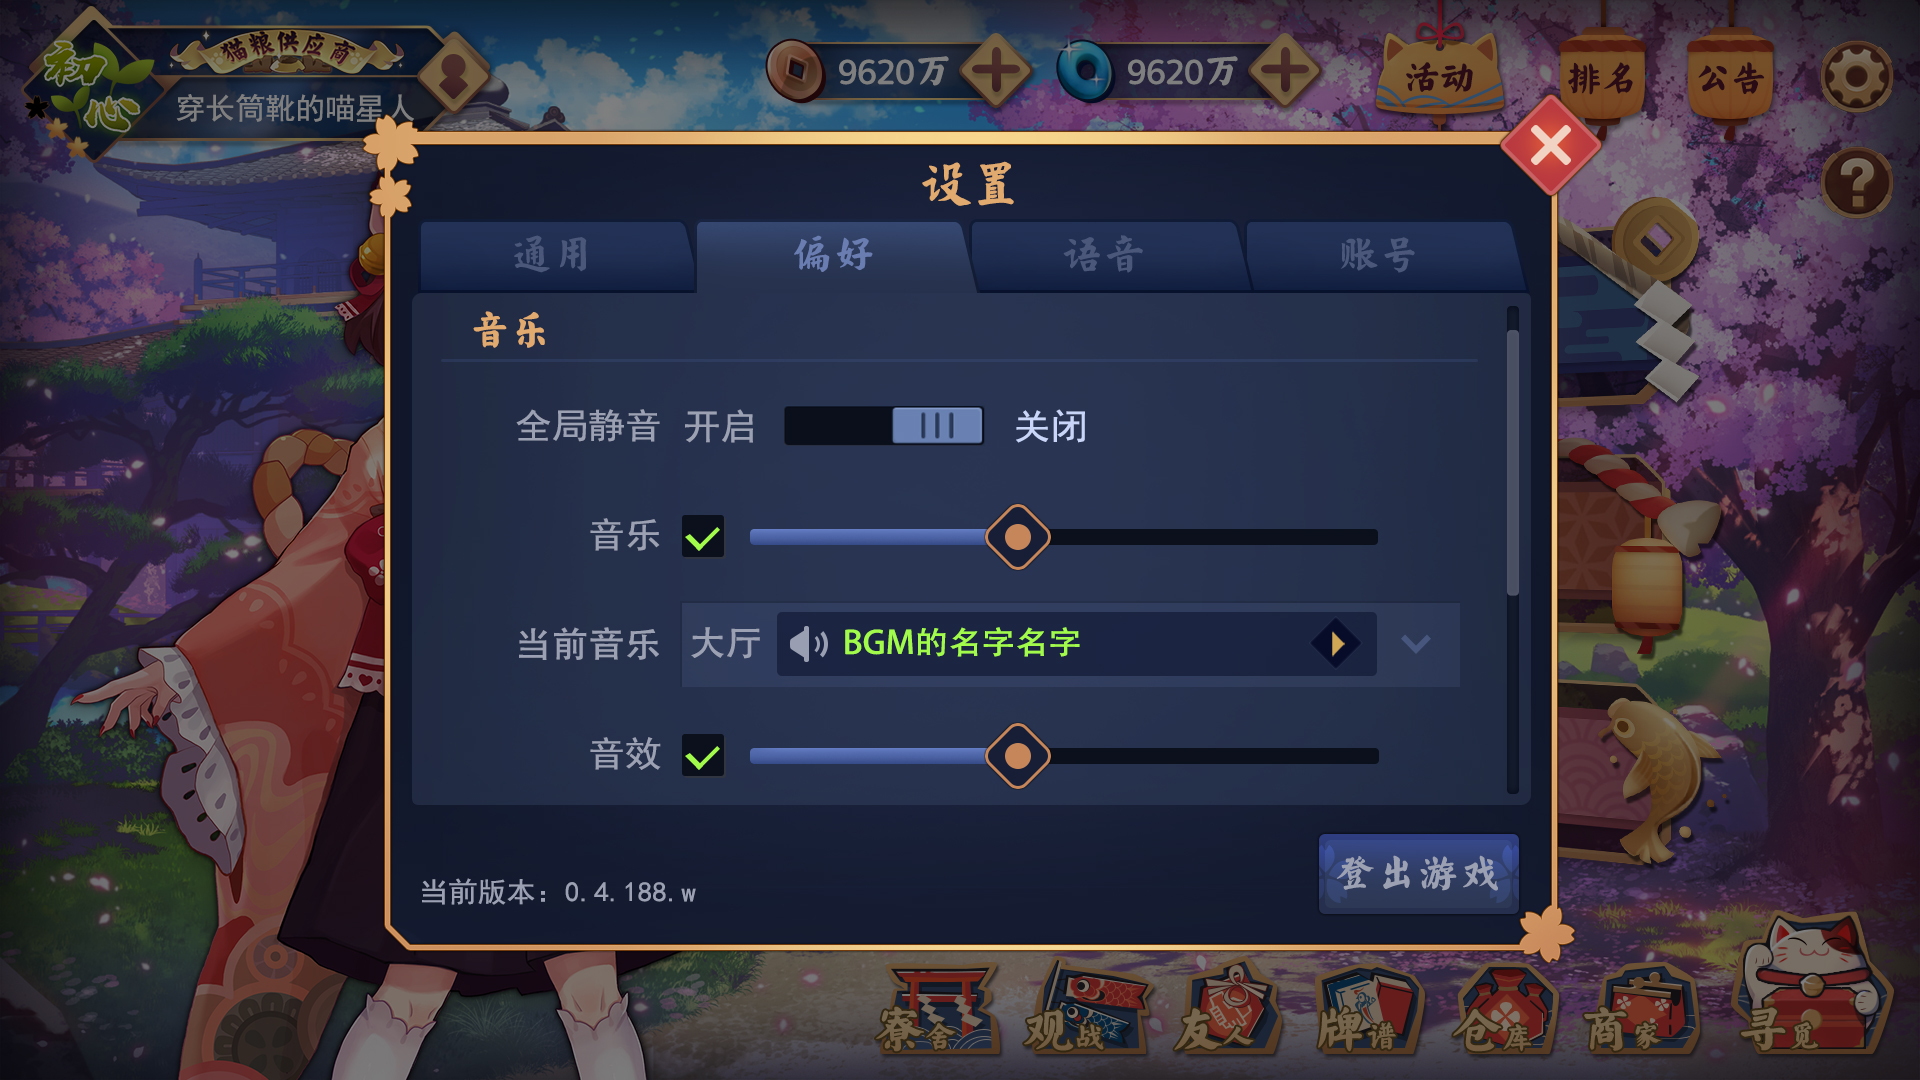 初心
猫粮供应商
穿长筒靴的喵星人
9620万
9620万
活动
排名
公告
设置
通用
偏好
语音
账号
音乐
全局静音 开启 关闭
音乐
当前音乐 大厅 BGM的名字名字
音效
当前版本：0.4.188.w
登出游戏
寮舍
观战
友人
牌谱
仓库
商家
寻觅